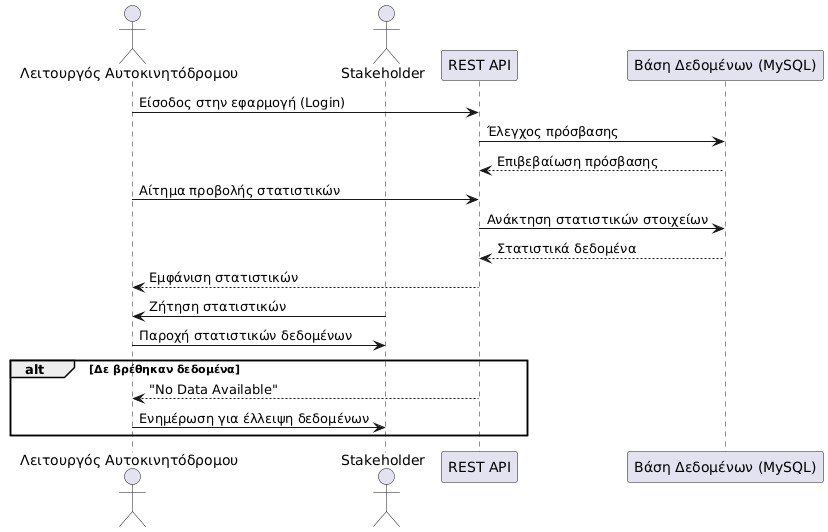 Λειτουργός Αυτοκινητόδρομου
Stakeholder
REST API
Βάση Δεδομένων (MySQL)
Είσοδος στην εφαρμογή (Login)
Έλεγχος πρόσβασης
Επιβεβαίωση πρόσβασης
Αίτημα προβολής στατιστικών
Ανάκτηση στατιστικών στοιχείων
Στατιστικά δεδομένα
Εμφάνιση στατιστικών
Ζήτηση στατιστικών
Παροχή στατιστικών δεδομένων
alt [Δε βρέθηκαν δεδομένα]
"No Data Available"
Ενημέρωση για έλλειψη δεδομένων
Λειτουργός Αυτοκινητόδρομου
Stakeholder
REST API
Βάση Δεδομένων (MySQL)